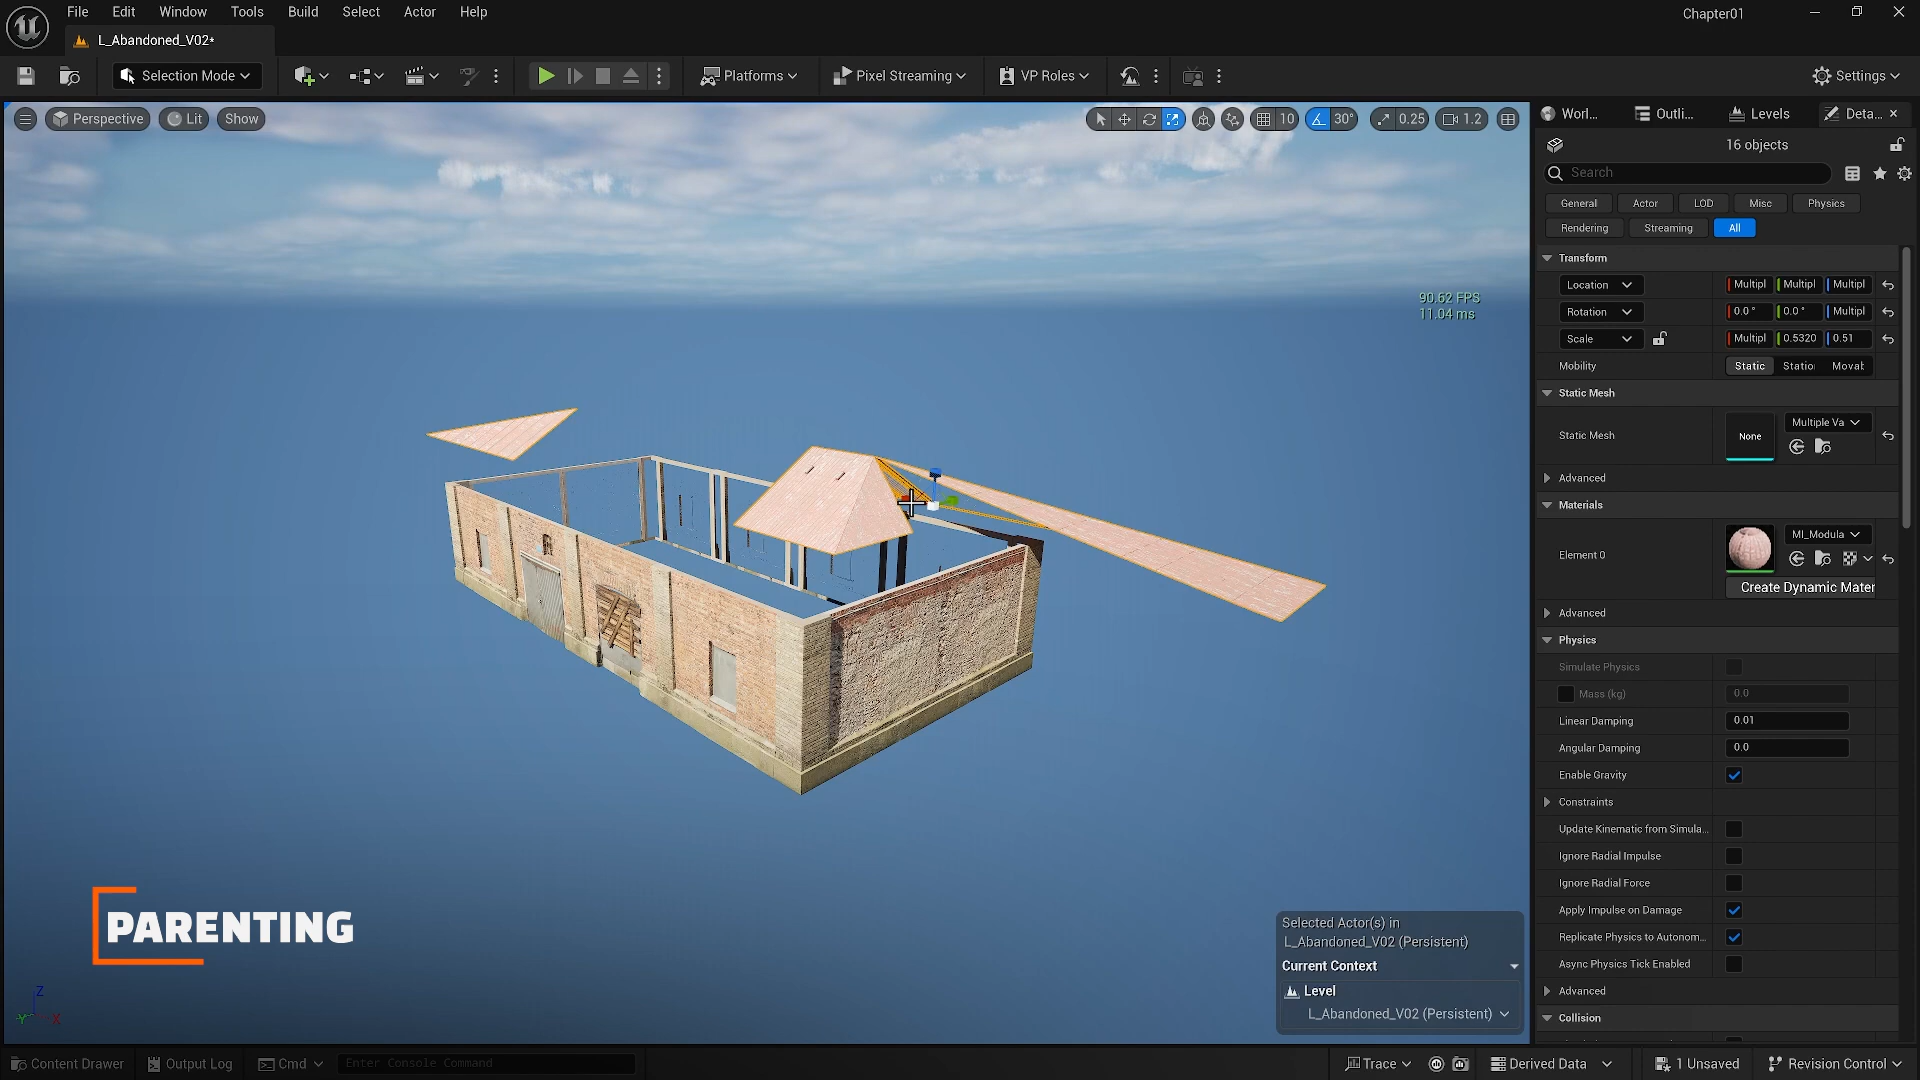 File Edit Window Tools Build Select Actor Help
Chapter01
L_Abandoned_V02*
Selection Mode
Platforms
Pixel Streaming
VP Roles
Settings
Perspective
Lit
Show
10
30°
0.25
1.2
Worl...
Outli...
Levels
Deta...
16 objects
Search
General
Actor
LOD
Misc
Physics
Rendering
Streaming
All
90.62 FPS
11.04 ms
Transform
Location Multipl Multipl Multipl
Rotation 0.0 ° 0.0 ° Multipl
Scale Multipl 0.5320 0.51
Mobility Static Statio Moval
Static Mesh
Static Mesh None Multiple Va
Advanced
Materials
Element 0 MI_Modula
Create Dynamic Mater
Advanced
Physics
Simulate Physics
Mass (kg) 0.0
Linear Damping 0.01
Angular Damping 0.0
Enable Gravity
Constraints
Update Kinematic from Simula...
Ignore Radial Impulse
Ignore Radial Force
Apply Impulse on Damage
Replicate Physics to Autonom...
Async Physics Tick Enabled
Advanced
Collision
PARENTING
Selected Actor(s) in
L_Abandoned_V02 (Persistent)
Current Context
Level
L_Abandoned_V02 (Persistent)
Z
Y
X
Content Drawer
Output Log
Cmd
Enter Console Command
Trace
Derived Data
1 Unsaved
Revision Control